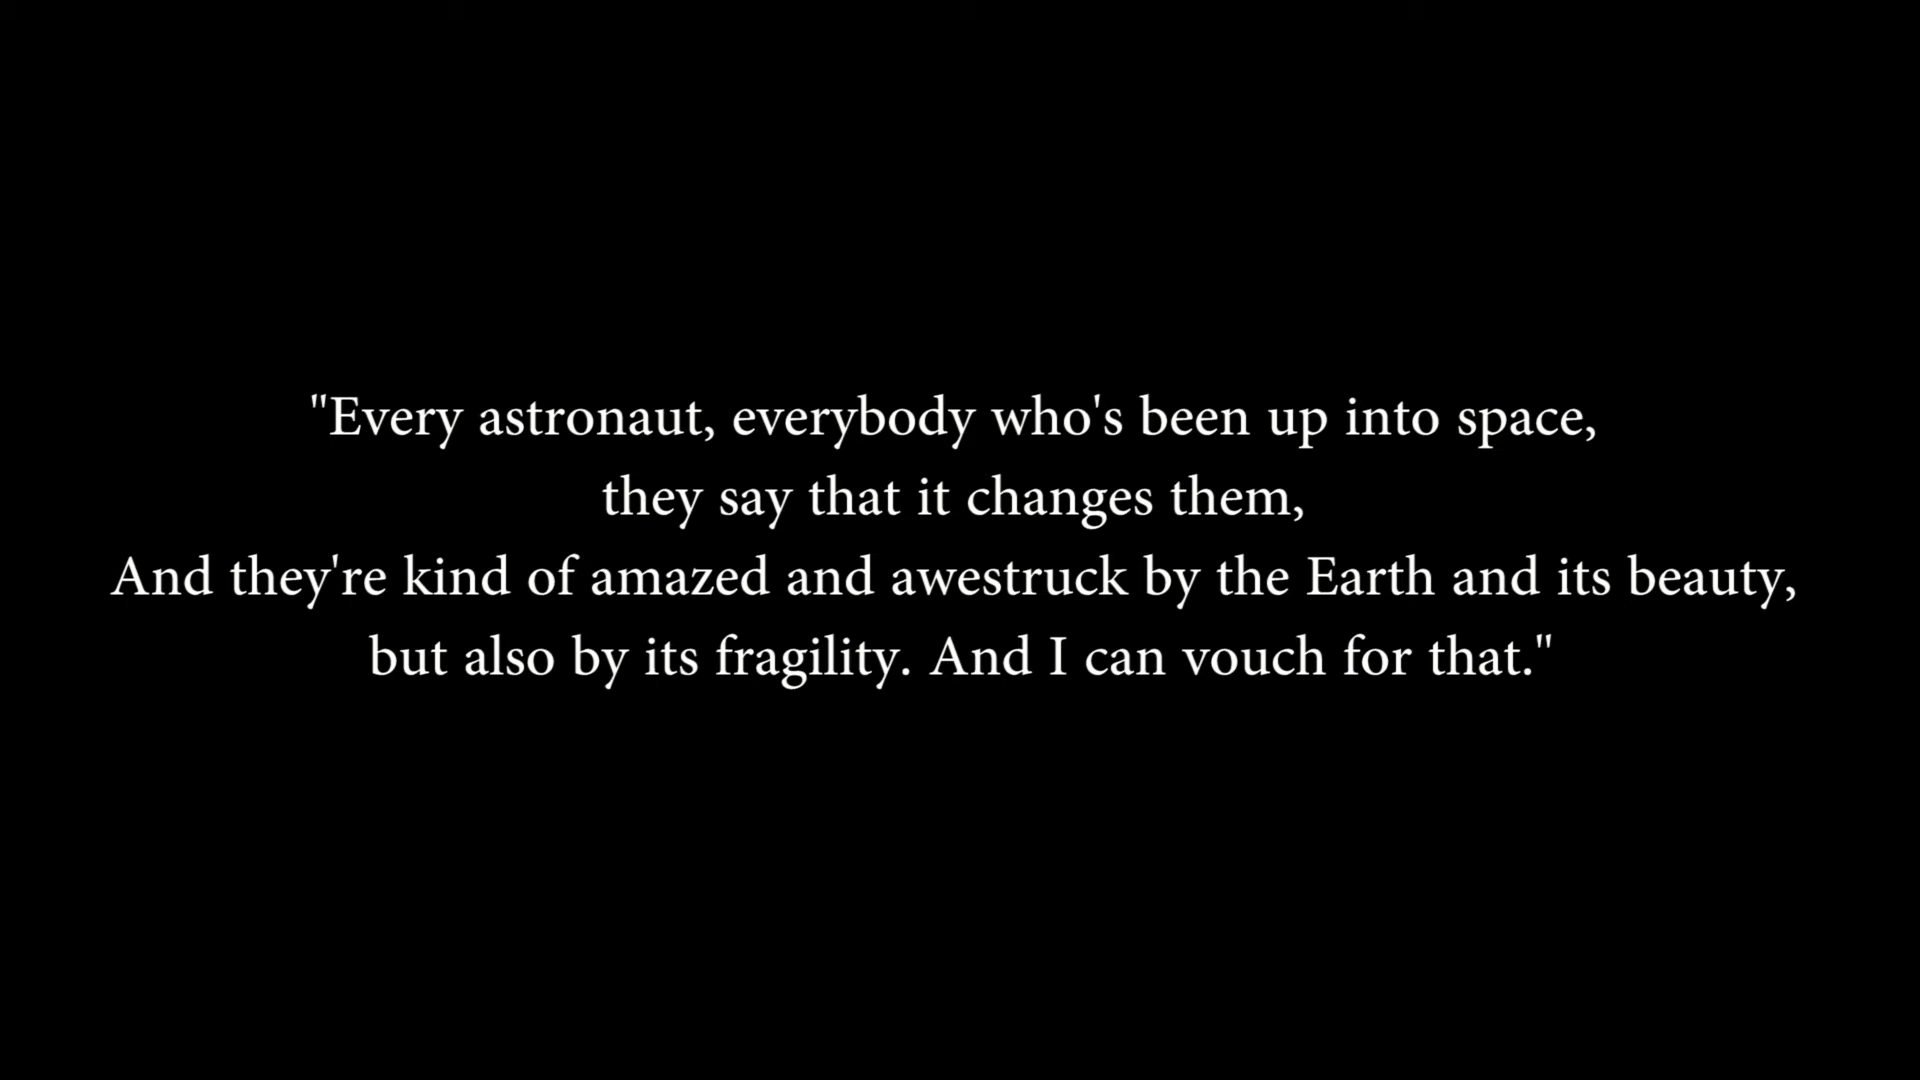 "Every astronaut, everybody who's been up into space,
they say that it changes them,
And they're kind of amazed and awestruck by the Earth and its beauty,
but also by its fragility. And I can vouch for that."